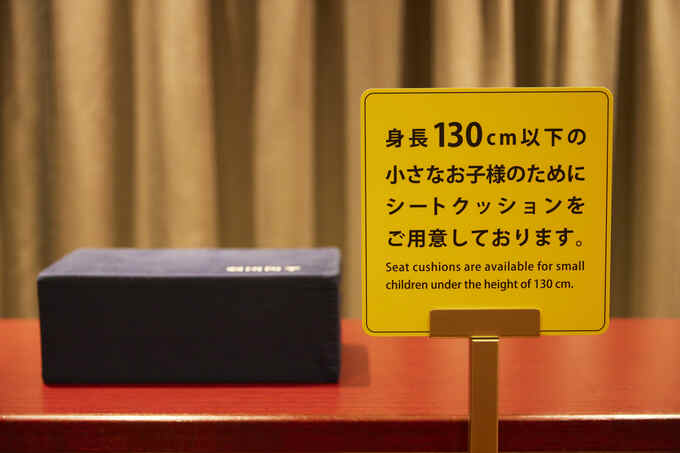 身長130cm以下の
小さなお子様のために
シートクッションを
ご用意しております。
Seat cushions are available for small
children under the height of 130 cm.